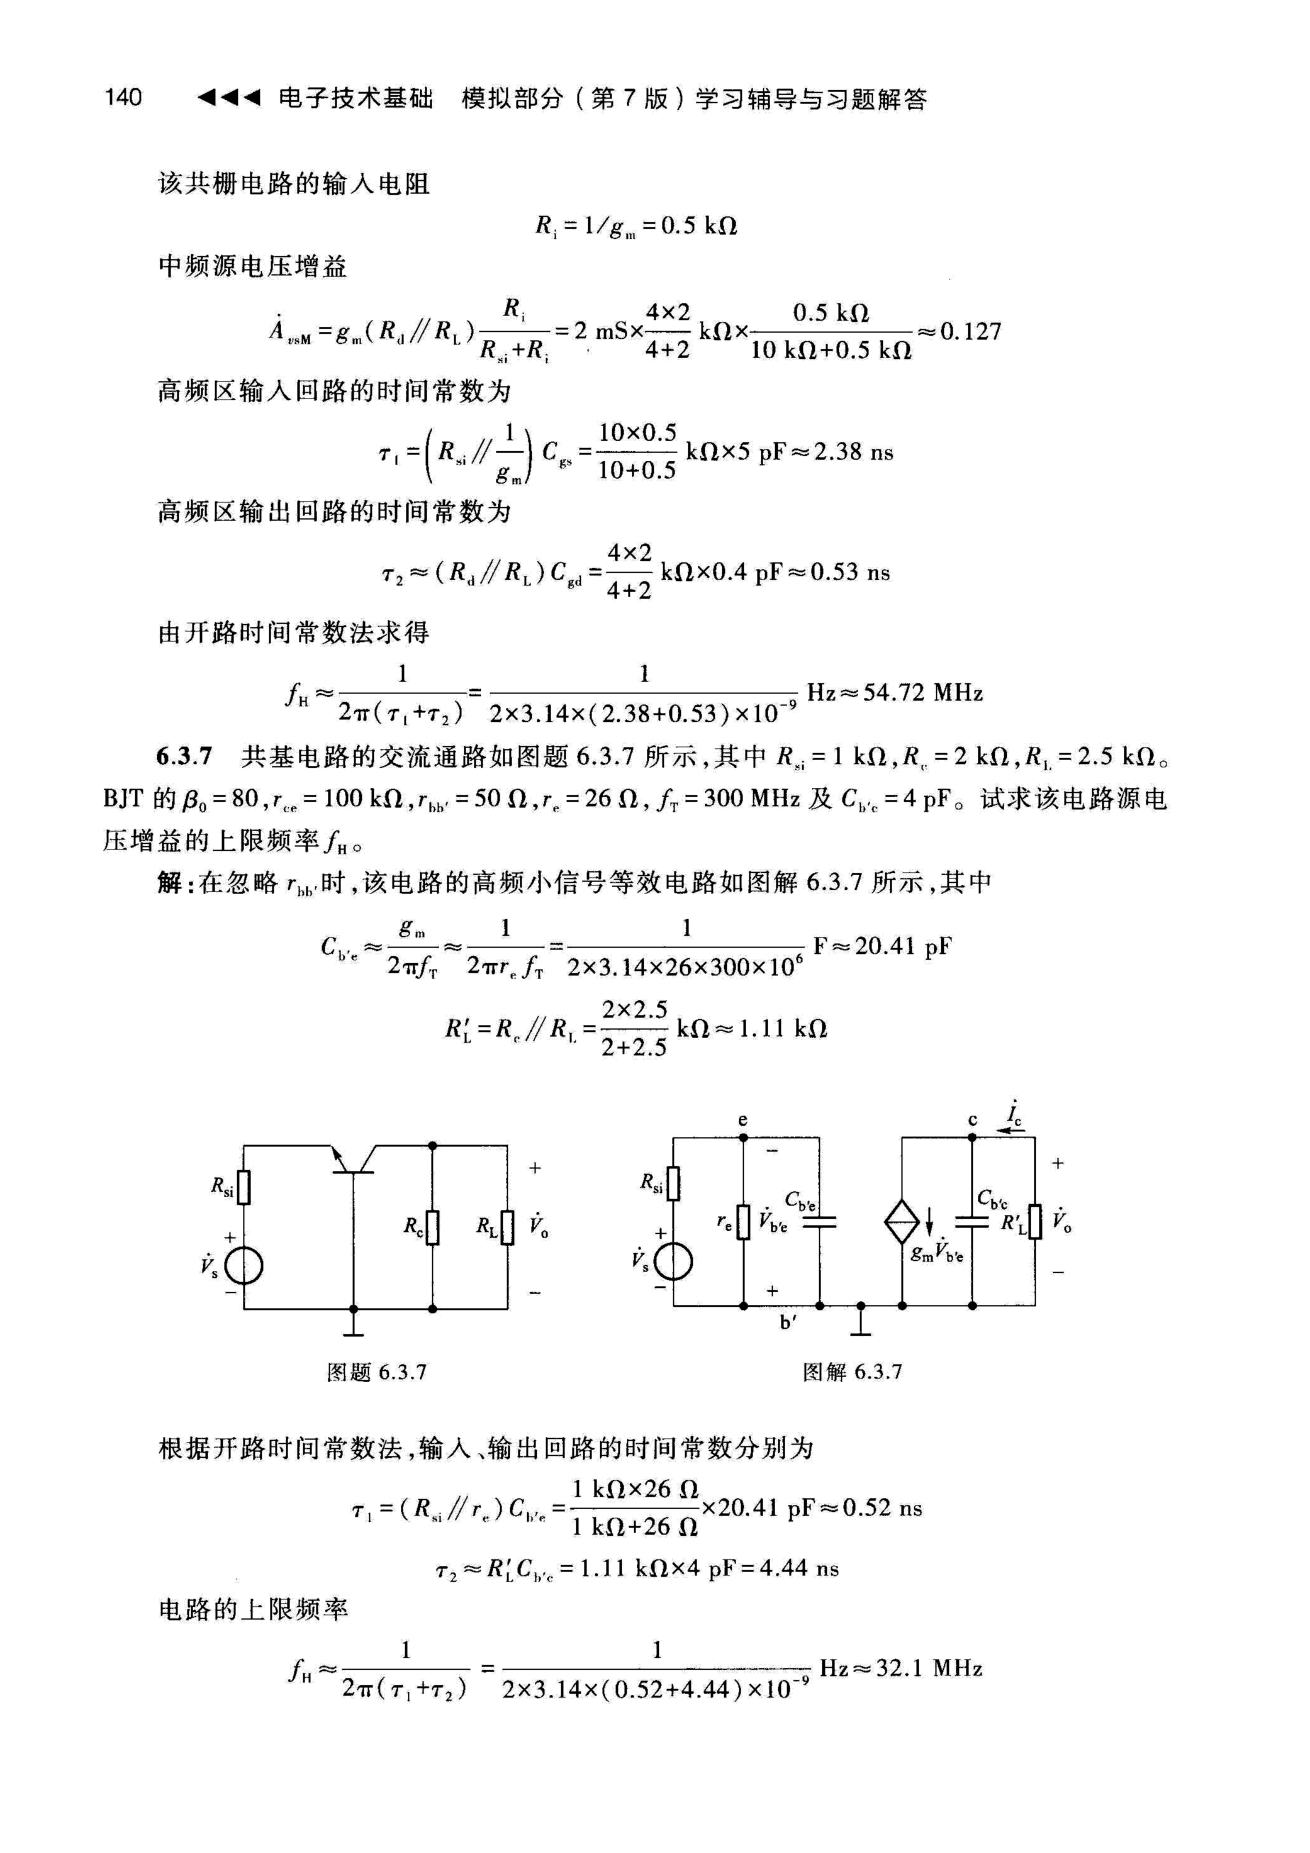 140 ◀◀◀ 电子技术基础 模拟部分(第7版)学习辅导与习题解答
该共栅电路的输入电阻
R_i = 1/g_m = 0.5 kΩ
中频源电压增益
Ȧ_vsM = g_m(R_d∥R_L) R_i/(R_si+R_i) = 2 mS×(4×2)/(4+2) kΩ×0.5 kΩ/(10 kΩ+0.5 kΩ) ≈ 0.127
高频区输入回路的时间常数为
τ_1 = (R_si∥1/g_m) C_gs = (10×0.5)/(10+0.5) kΩ×5 pF ≈ 2.38 ns
高频区输出回路的时间常数为
τ_2 ≈ (R_d∥R_L) C_gd = (4×2)/(4+2) kΩ×0.4 pF ≈ 0.53 ns
由开路时间常数法求得
f_H ≈ 1/(2π(τ_1+τ_2)) = 1/(2×3.14×(2.38+0.53)×10^-9) Hz ≈ 54.72 MHz
6.3.7 共基电路的交流通路如图题 6.3.7 所示,其中 R_si = 1 kΩ,R_c = 2 kΩ,R_L = 2.5 kΩ。
BJT 的 β_0 = 80,r_ce = 100 kΩ,r_bb′ = 50 Ω,r_e = 26 Ω,f_T = 300 MHz 及 C_b′c = 4 pF。试求该电路源电
压增益的上限频率 f_H。
解:在忽略 r_bb′时,该电路的高频小信号等效电路如图解 6.3.7 所示,其中
C_b′e ≈ g_m/(2πf_T) ≈ 1/(2πr_e f_T) = 1/(2×3.14×26×300×10^6) F ≈ 20.41 pF
R′_L = R_c∥R_L = (2×2.5)/(2+2.5) kΩ ≈ 1.11 kΩ
R_si
+
V̇_s
−
R_c
R_L
+
V̇_o
−
图题 6.3.7
e
R_si
+
V̇_s
−
r_e
−
V̇_b′e
+
C_b′e
b′
g_m V̇_b′e
c
İ_c
C_b′c
R′_L
+
V̇_o
−
图解 6.3.7
根据开路时间常数法,输入、输出回路的时间常数分别为
τ_1 = (R_si∥r_e) C_b′e = (1 kΩ×26 Ω)/(1 kΩ+26 Ω)×20.41 pF ≈ 0.52 ns
τ_2 ≈ R′_L C_b′c = 1.11 kΩ×4 pF = 4.44 ns
电路的上限频率
f_H ≈ 1/(2π(τ_1+τ_2)) = 1/(2×3.14×(0.52+4.44)×10^-9) Hz ≈ 32.1 MHz